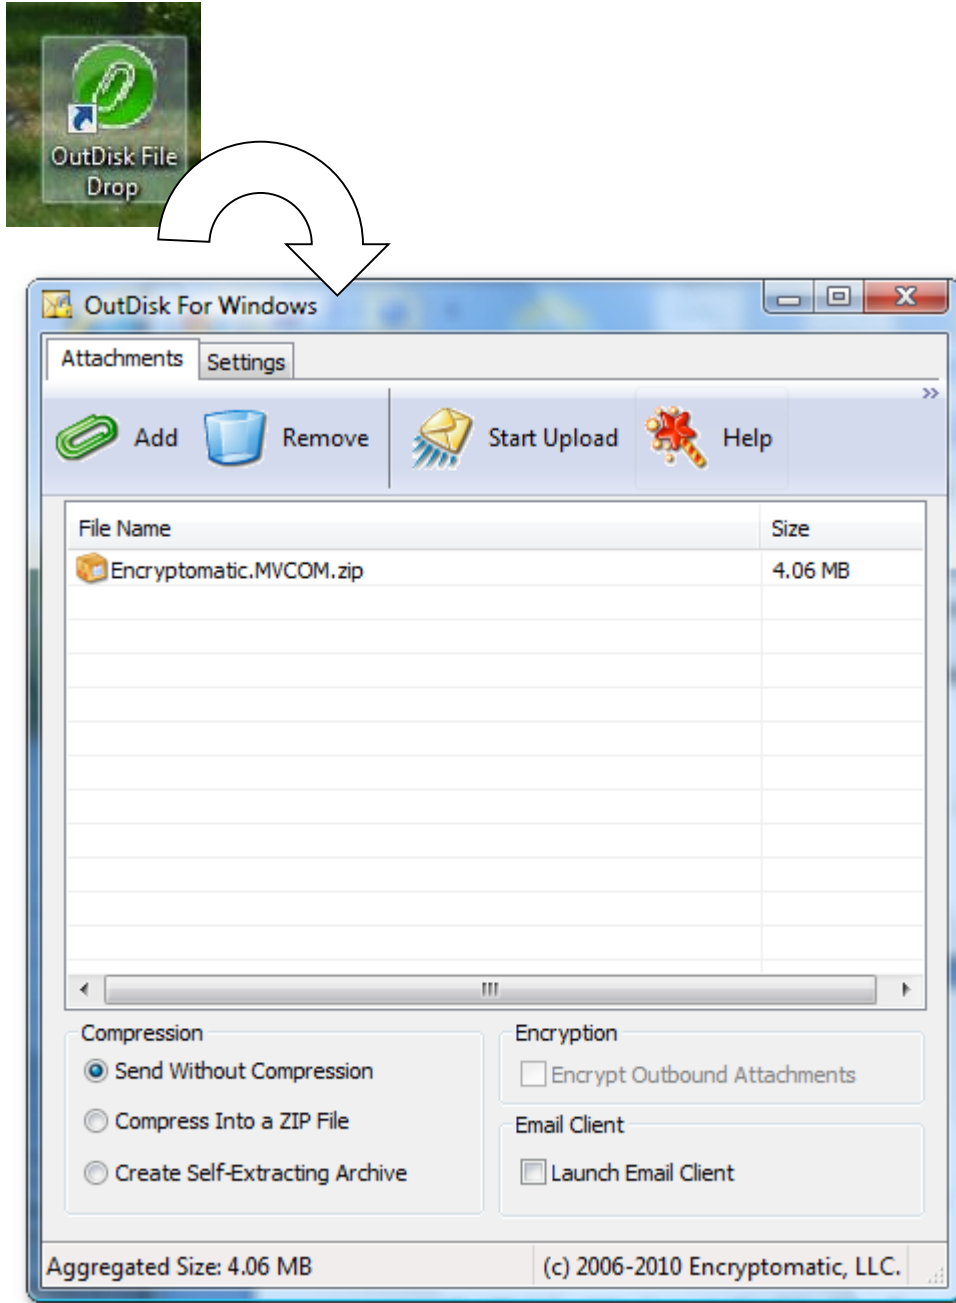 OutDisk File
Drop
OutDisk For Windows
Attachments Settings
Add Remove Start Upload Help
File Name Size
Encryptomatic.MVCOM.zip 4.06 MB
Compression
Send Without Compression
Compress Into a ZIP File
Create Self-Extracting Archive
Encryption
Encrypt Outbound Attachments
Email Client
Launch Email Client
Aggregated Size: 4.06 MB (c) 2006-2010 Encryptomatic, LLC.